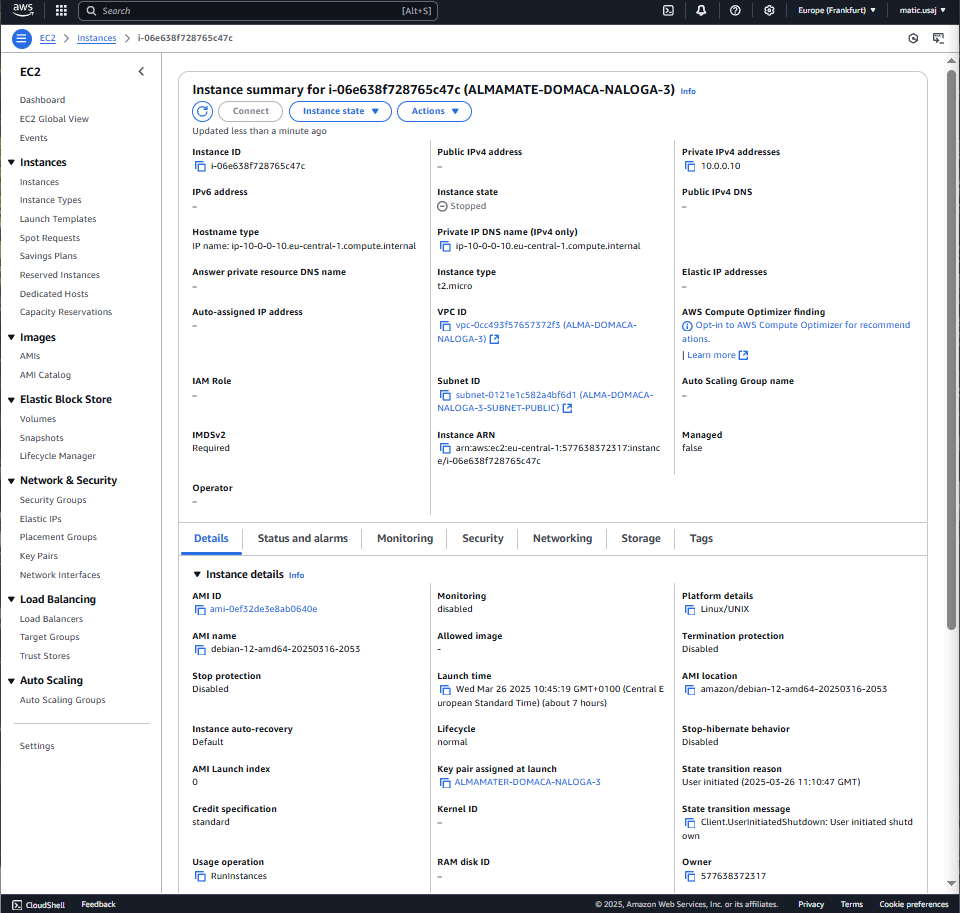 aws
Search [Alt+S]
Europe (Frankfurt) ▼
matic.usaj ▼
EC2 > Instances > i-06e638f728765c47c
EC2
Dashboard
EC2 Global View
Events
Instances
Instances
Instance Types
Launch Templates
Spot Requests
Savings Plans
Reserved Instances
Dedicated Hosts
Capacity Reservations
Images
AMIs
AMI Catalog
Elastic Block Store
Volumes
Snapshots
Lifecycle Manager
Network & Security
Security Groups
Elastic IPs
Placement Groups
Key Pairs
Network Interfaces
Load Balancing
Load Balancers
Target Groups
Trust Stores
Auto Scaling
Auto Scaling Groups
Settings
Instance summary for i-06e638f728765c47c (ALMAMATE-DOMACA-NALOGA-3) Info
Connect
Instance state ▼
Actions ▼
Updated less than a minute ago
Instance ID
i-06e638f728765c47c
Public IPv4 address
–
Private IPv4 addresses
10.0.0.10
IPv6 address
–
Instance state
Stopped
Public IPv4 DNS
–
Hostname type
IP name: ip-10-0-0-10.eu-central-1.compute.internal
Private IP DNS name (IPv4 only)
ip-10-0-0-10.eu-central-1.compute.internal
Answer private resource DNS name
–
Instance type
t2.micro
Elastic IP addresses
–
Auto-assigned IP address
–
VPC ID
vpc-0cc493f57657372f3 (ALMA-DOMACA-
NALOGA-3)
AWS Compute Optimizer finding
Opt-in to AWS Compute Optimizer for recommend
ations.
| Learn more
IAM Role
–
Subnet ID
subnet-0121e1c582a4bf6d1 (ALMA-DOMACA-
NALOGA-3-SUBNET-PUBLIC)
Auto Scaling Group name
–
IMDSv2
Required
Instance ARN
arn:aws:ec2:eu-central-1:577638372317:instanc
e/i-06e638f728765c47c
Managed
false
Operator
–
Details
Status and alarms
Monitoring
Security
Networking
Storage
Tags
Instance details Info
AMI ID
ami-0ef32de3e8ab0640e
Monitoring
disabled
Platform details
Linux/UNIX
AMI name
debian-12-amd64-20250316-2053
Allowed image
-
Termination protection
Disabled
Stop protection
Disabled
Launch time
Wed Mar 26 2025 10:45:19 GMT+0100 (Central E
uropean Standard Time) (about 7 hours)
AMI location
amazon/debian-12-amd64-20250316-2053
Instance auto-recovery
Default
Lifecycle
normal
Stop-hibernate behavior
Disabled
AMI Launch index
0
Key pair assigned at launch
ALMAMATER-DOMACA-NALOGA-3
State transition reason
User initiated (2025-03-26 11:10:47 GMT)
Credit specification
standard
Kernel ID
–
State transition message
Client.UserInitiatedShutdown: User initiated shutd
own
Usage operation
RunInstances
RAM disk ID
–
Owner
577638372317
CloudShell
Feedback
© 2025, Amazon Web Services, Inc. or its affiliates.
Privacy
Terms
Cookie preferences